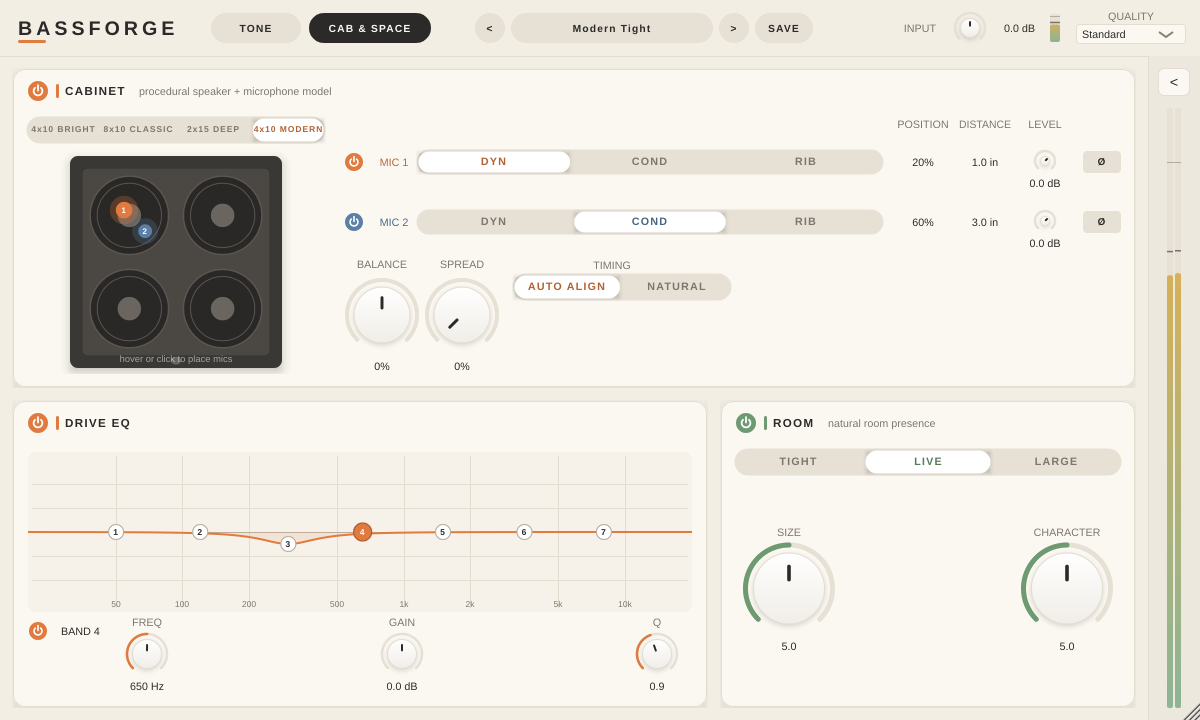 BASSFORGE
TONE
CAB & SPACE
<
Modern Tight
>
SAVE
INPUT
0.0 dB
QUALITY
Standard
<
CABINET
procedural speaker + microphone model
4x10 BRIGHT
8x10 CLASSIC
2x15 DEEP
4x10 MODERN
POSITION
DISTANCE
LEVEL
MIC 1
DYN
COND
RIB
20%
1.0 in
0.0 dB
Ø
MIC 2
DYN
COND
RIB
60%
3.0 in
0.0 dB
Ø
1
2
hover or click to place mics
BALANCE
0%
SPREAD
0%
TIMING
AUTO ALIGN
NATURAL
DRIVE EQ
1
2
3
4
5
6
7
50
100
200
500
1k
2k
5k
10k
BAND 4
FREQ
650 Hz
GAIN
0.0 dB
Q
0.9
ROOM
natural room presence
TIGHT
LIVE
LARGE
SIZE
5.0
CHARACTER
5.0